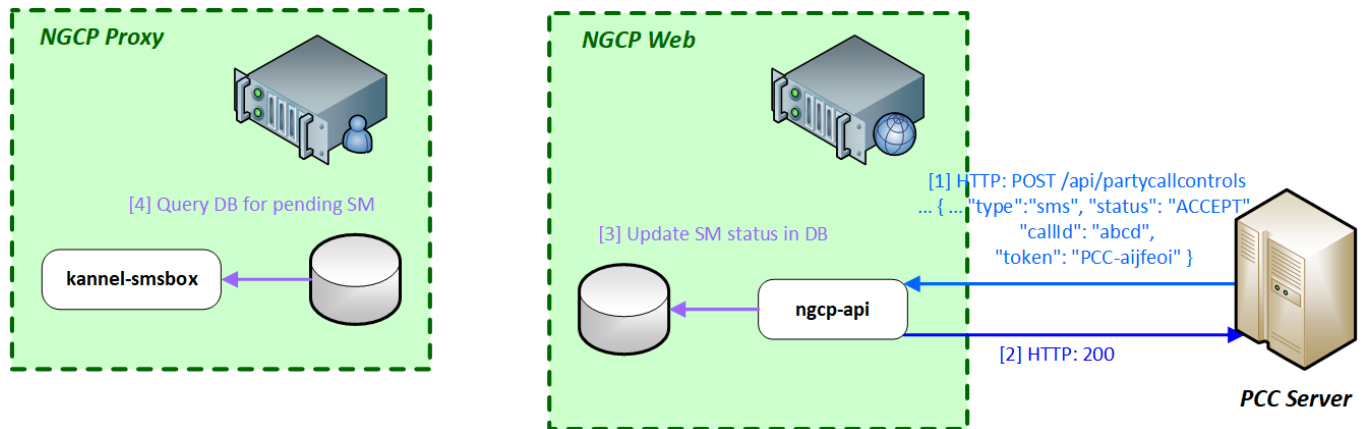 NGCP Proxy
[4] Query DB for pending SM
kannel-smsbox
NGCP Web
[3] Update SM status in DB
ngcp-api
[1] HTTP: POST /api/partycallcontrols
... { ... "type":"sms", "status": "ACCEPT"
"callId": "abcd",
"token": "PCC-aijfeoi" }
[2] HTTP: 200
PCC Server